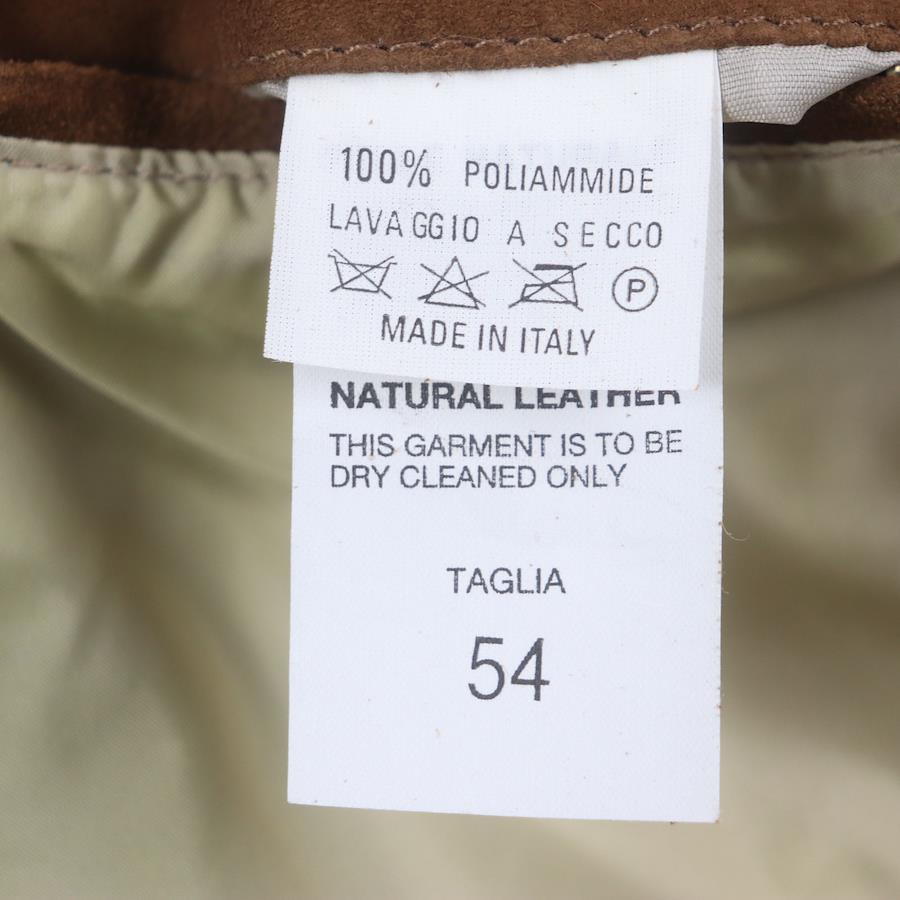 100% POLIAMMIDE
LAVAGGIO A SECCO
P
MADE IN ITALY
NATURAL LEATHER
THIS GARMENT IS TO BE
DRY CLEANED ONLY
TAGLIA
54